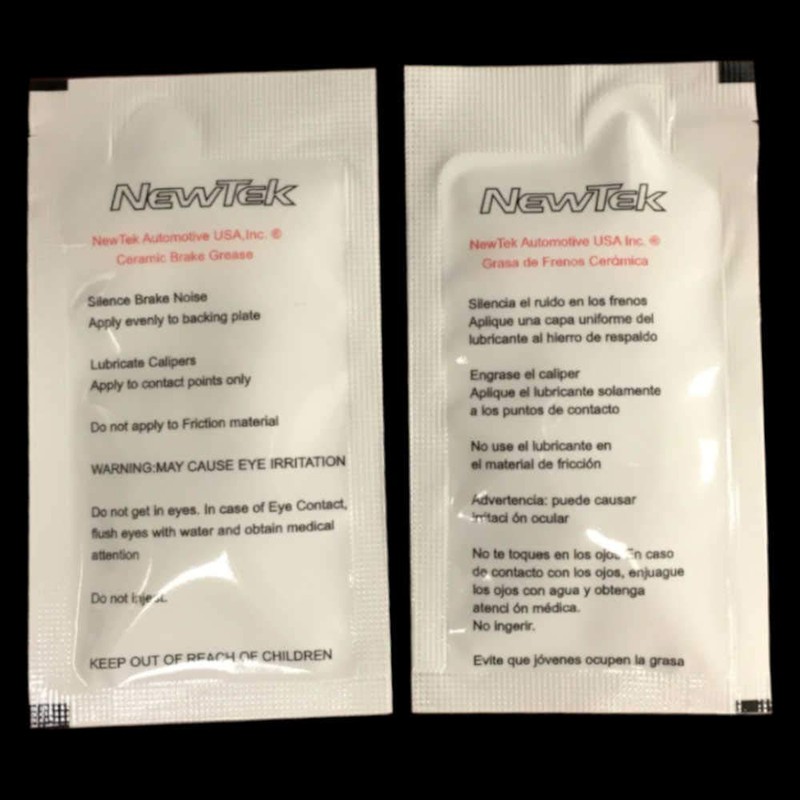 NEWTEK
NewTek Automotive USA,Inc. ®
Ceramic Brake Grease
Silence Brake Noise
Apply evenly to backing plate
Lubricate Calipers
Apply to contact points only
Do not apply to Friction material
WARNING:MAY CAUSE EYE IRRITATION
Do not get in eyes. In case of Eye Contact,
flush eyes with water and obtain medical
attention
Do not
KEEP OUT OF REACH OF CHILDREN
NEWTEK
NewTek Automotive USA Inc. ®
Grasa de Frenos Cerámica
Silencia el ruido en los frenos
Aplique una capa uniforme del
lubricante al hierro de respaldo
Engrase el caliper
Aplique el lubricante solamente
a los puntos de contacto
No use el lubricante en
el material de fricción
Advertencia: puede causar
irritaci ón ocular
No te toques en los ojos. En caso
de contacto con los ojos, enjuague
los ojos con agua y obtenga
atenci ón médica.
No ingerir.
Evite que jóvenes ocupen la grasa